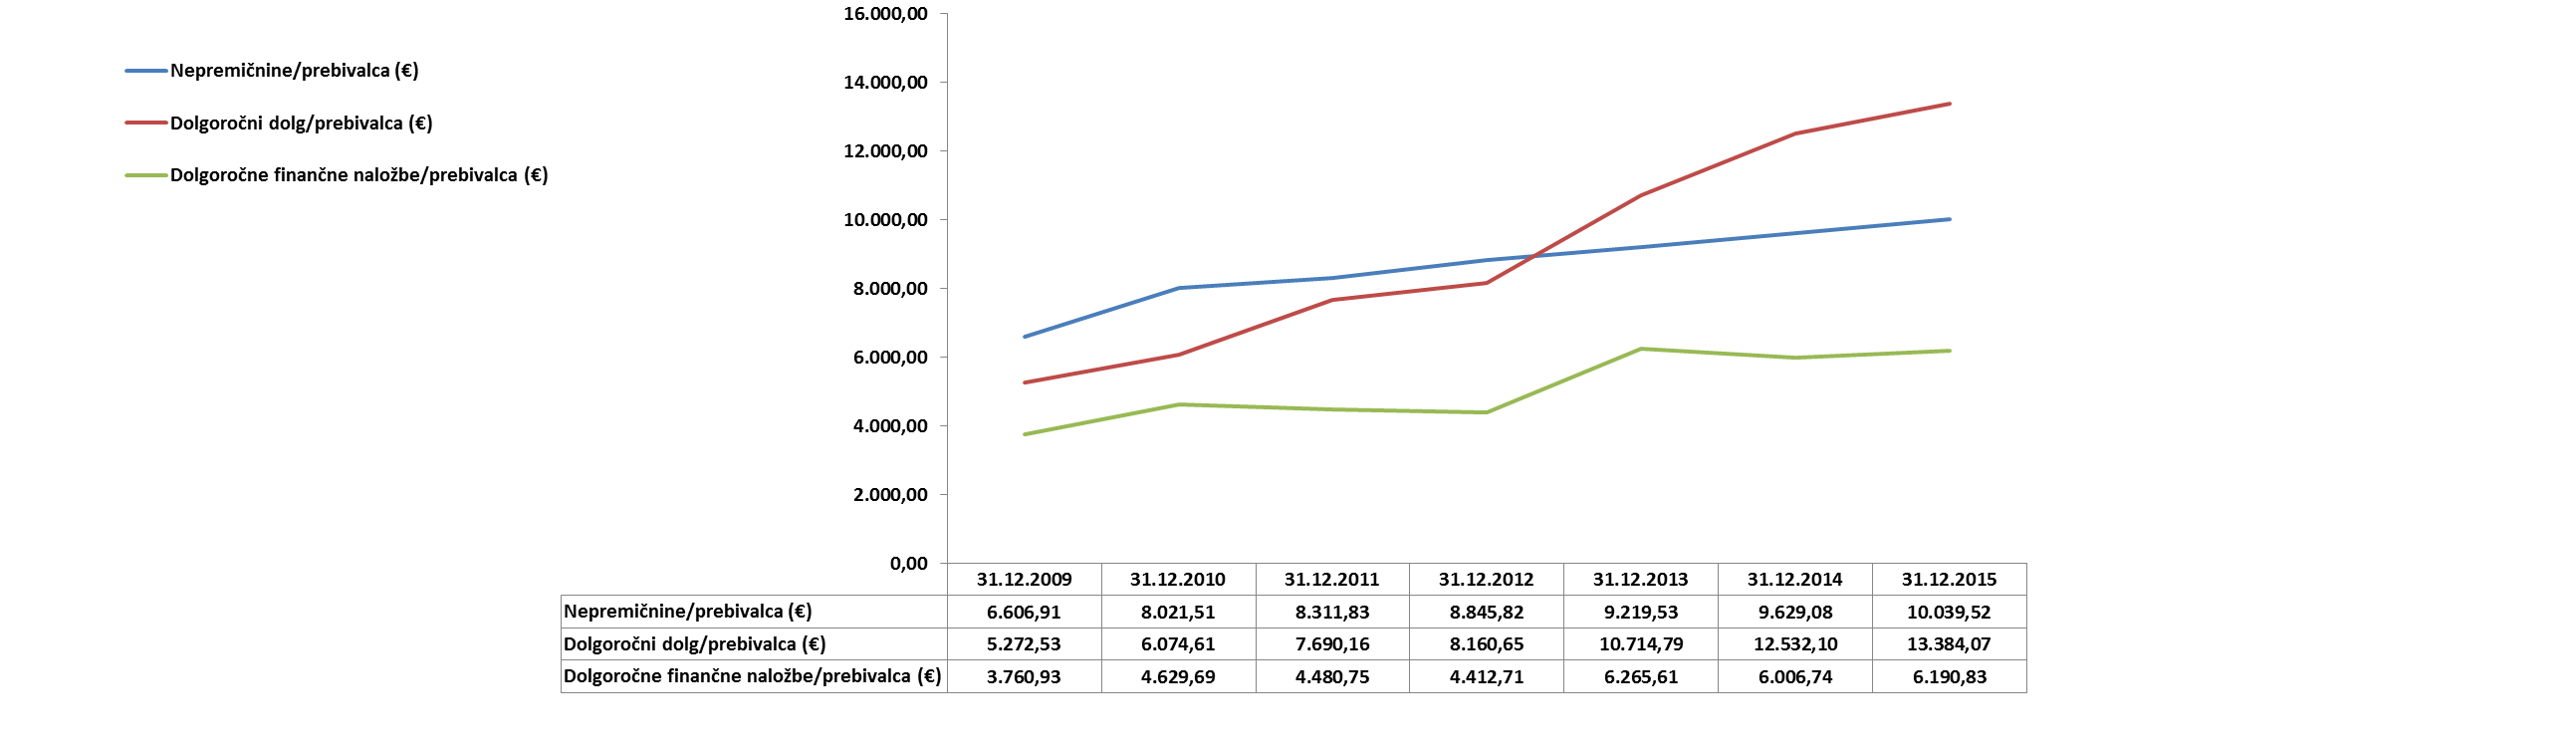 Nepremičnine/prebivalca (€)
Dolgoročni dolg/prebivalca (€)
Dolgoročne finančne naložbe/prebivalca (€)
16.000,00
14.000,00
12.000,00
10.000,00
8.000,00
6.000,00
4.000,00
2.000,00
0,00
31.12.2009 31.12.2010 31.12.2011 31.12.2012 31.12.2013 31.12.2014 31.12.2015
Nepremičnine/prebivalca (€) 6.606,91 8.021,51 8.311,83 8.845,82 9.219,53 9.629,08 10.039,52
Dolgoročni dolg/prebivalca (€) 5.272,53 6.074,61 7.690,16 8.160,65 10.714,79 12.532,10 13.384,07
Dolgoročne finančne naložbe/prebivalca (€) 3.760,93 4.629,69 4.480,75 4.412,71 6.265,61 6.006,74 6.190,83